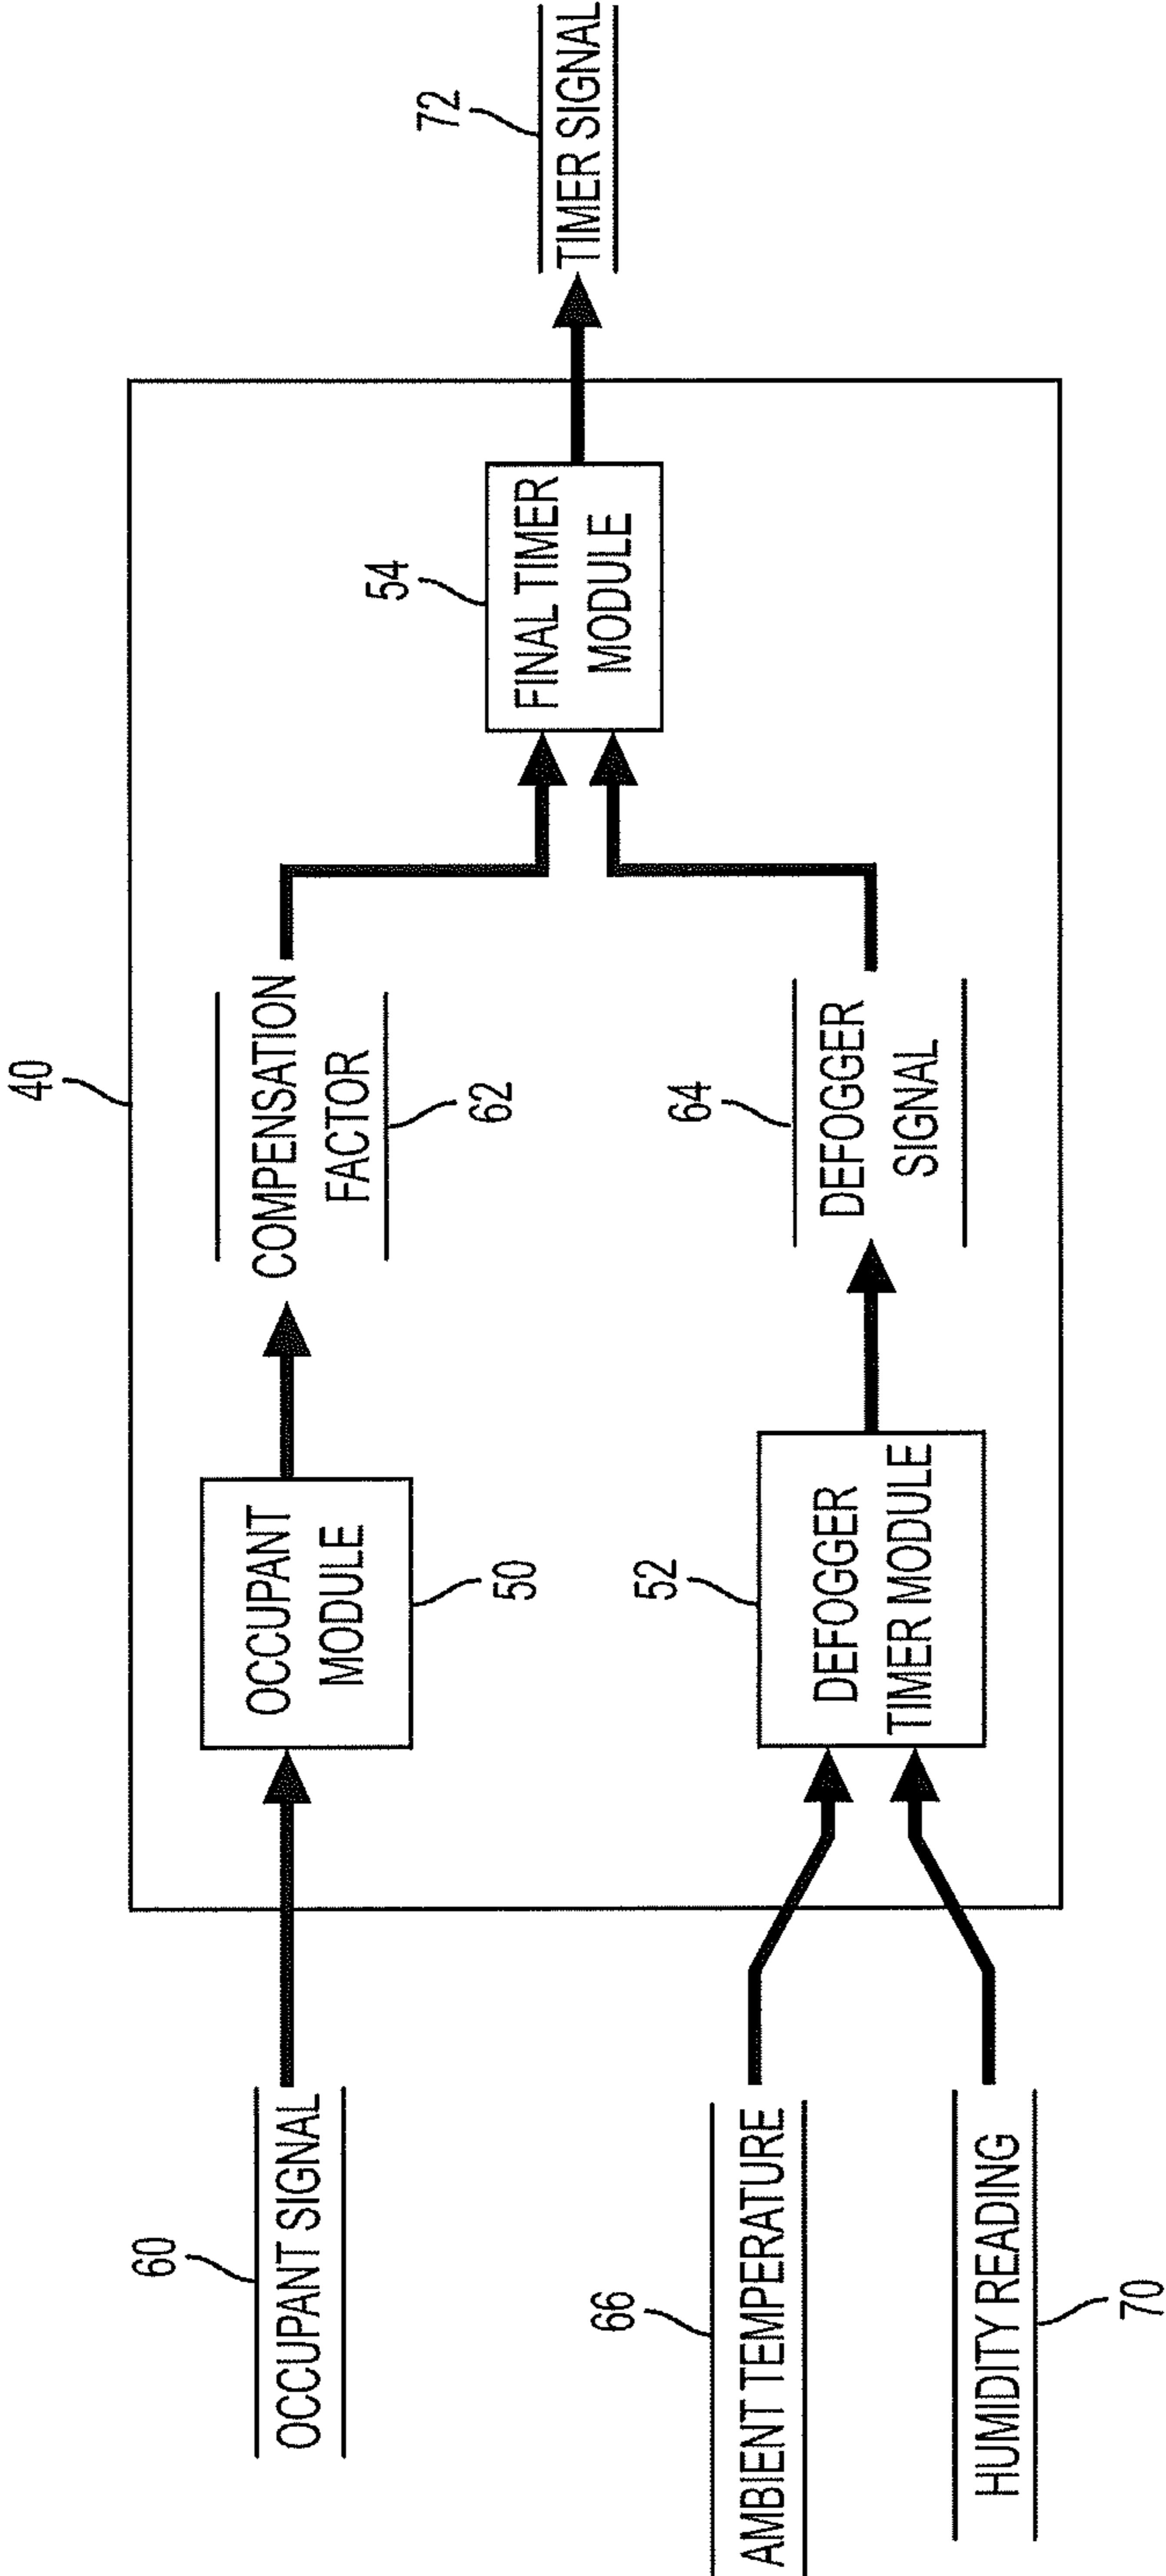 40
60
OCCUPANT SIGNAL
OCCUPANT
MODULE
50
COMPENSATION
FACTOR
62
54
FINAL TIMER
MODULE
72
TIMER SIGNAL
66
AMBIENT TEMPERATURE
HUMIDITY READING
70
52
DEFOGGER
TIMER MODULE
64
DEFOGGER
SIGNAL